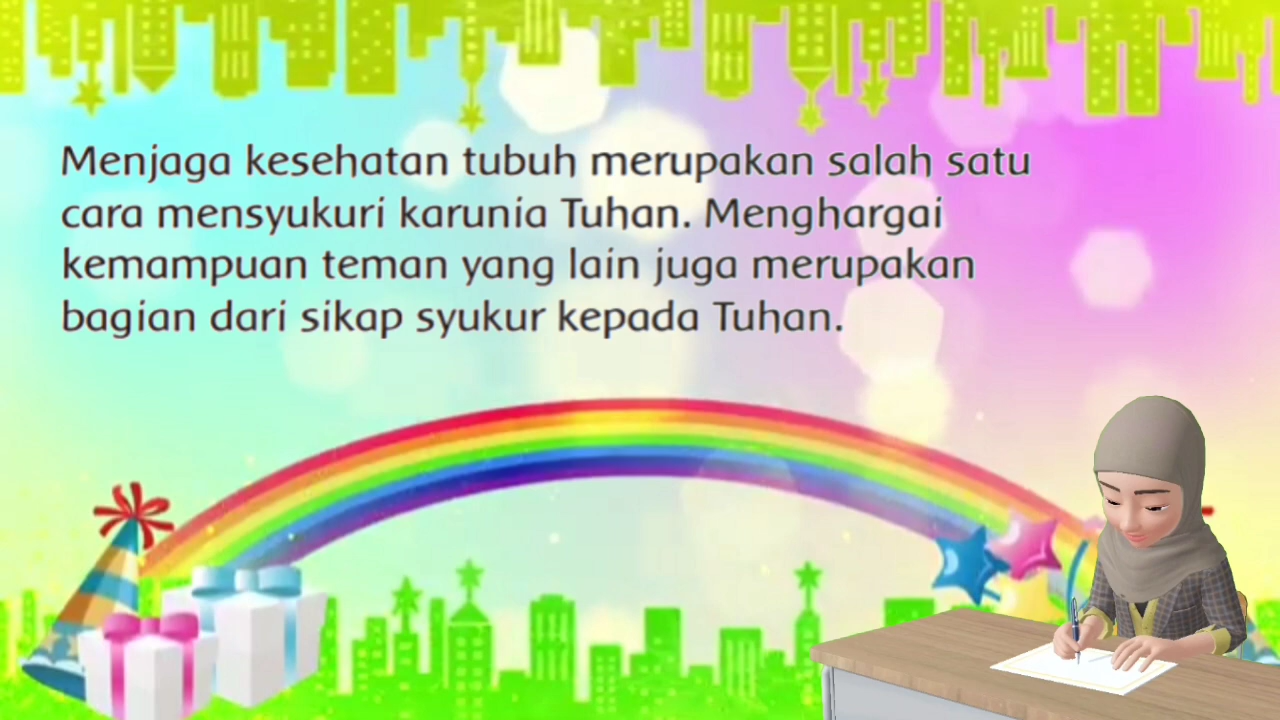 Menjaga kesehatan tubuh merupakan salah satu
cara mensyukuri karunia Tuhan. Menghargai
kemampuan teman yang lain juga merupakan
bagian dari sikap syukur kepada Tuhan.